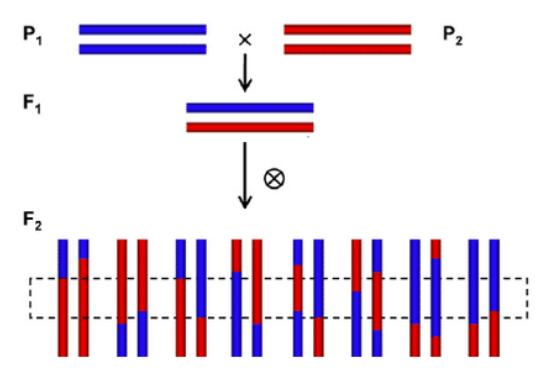 P1 × P2
F1
⊗
F2